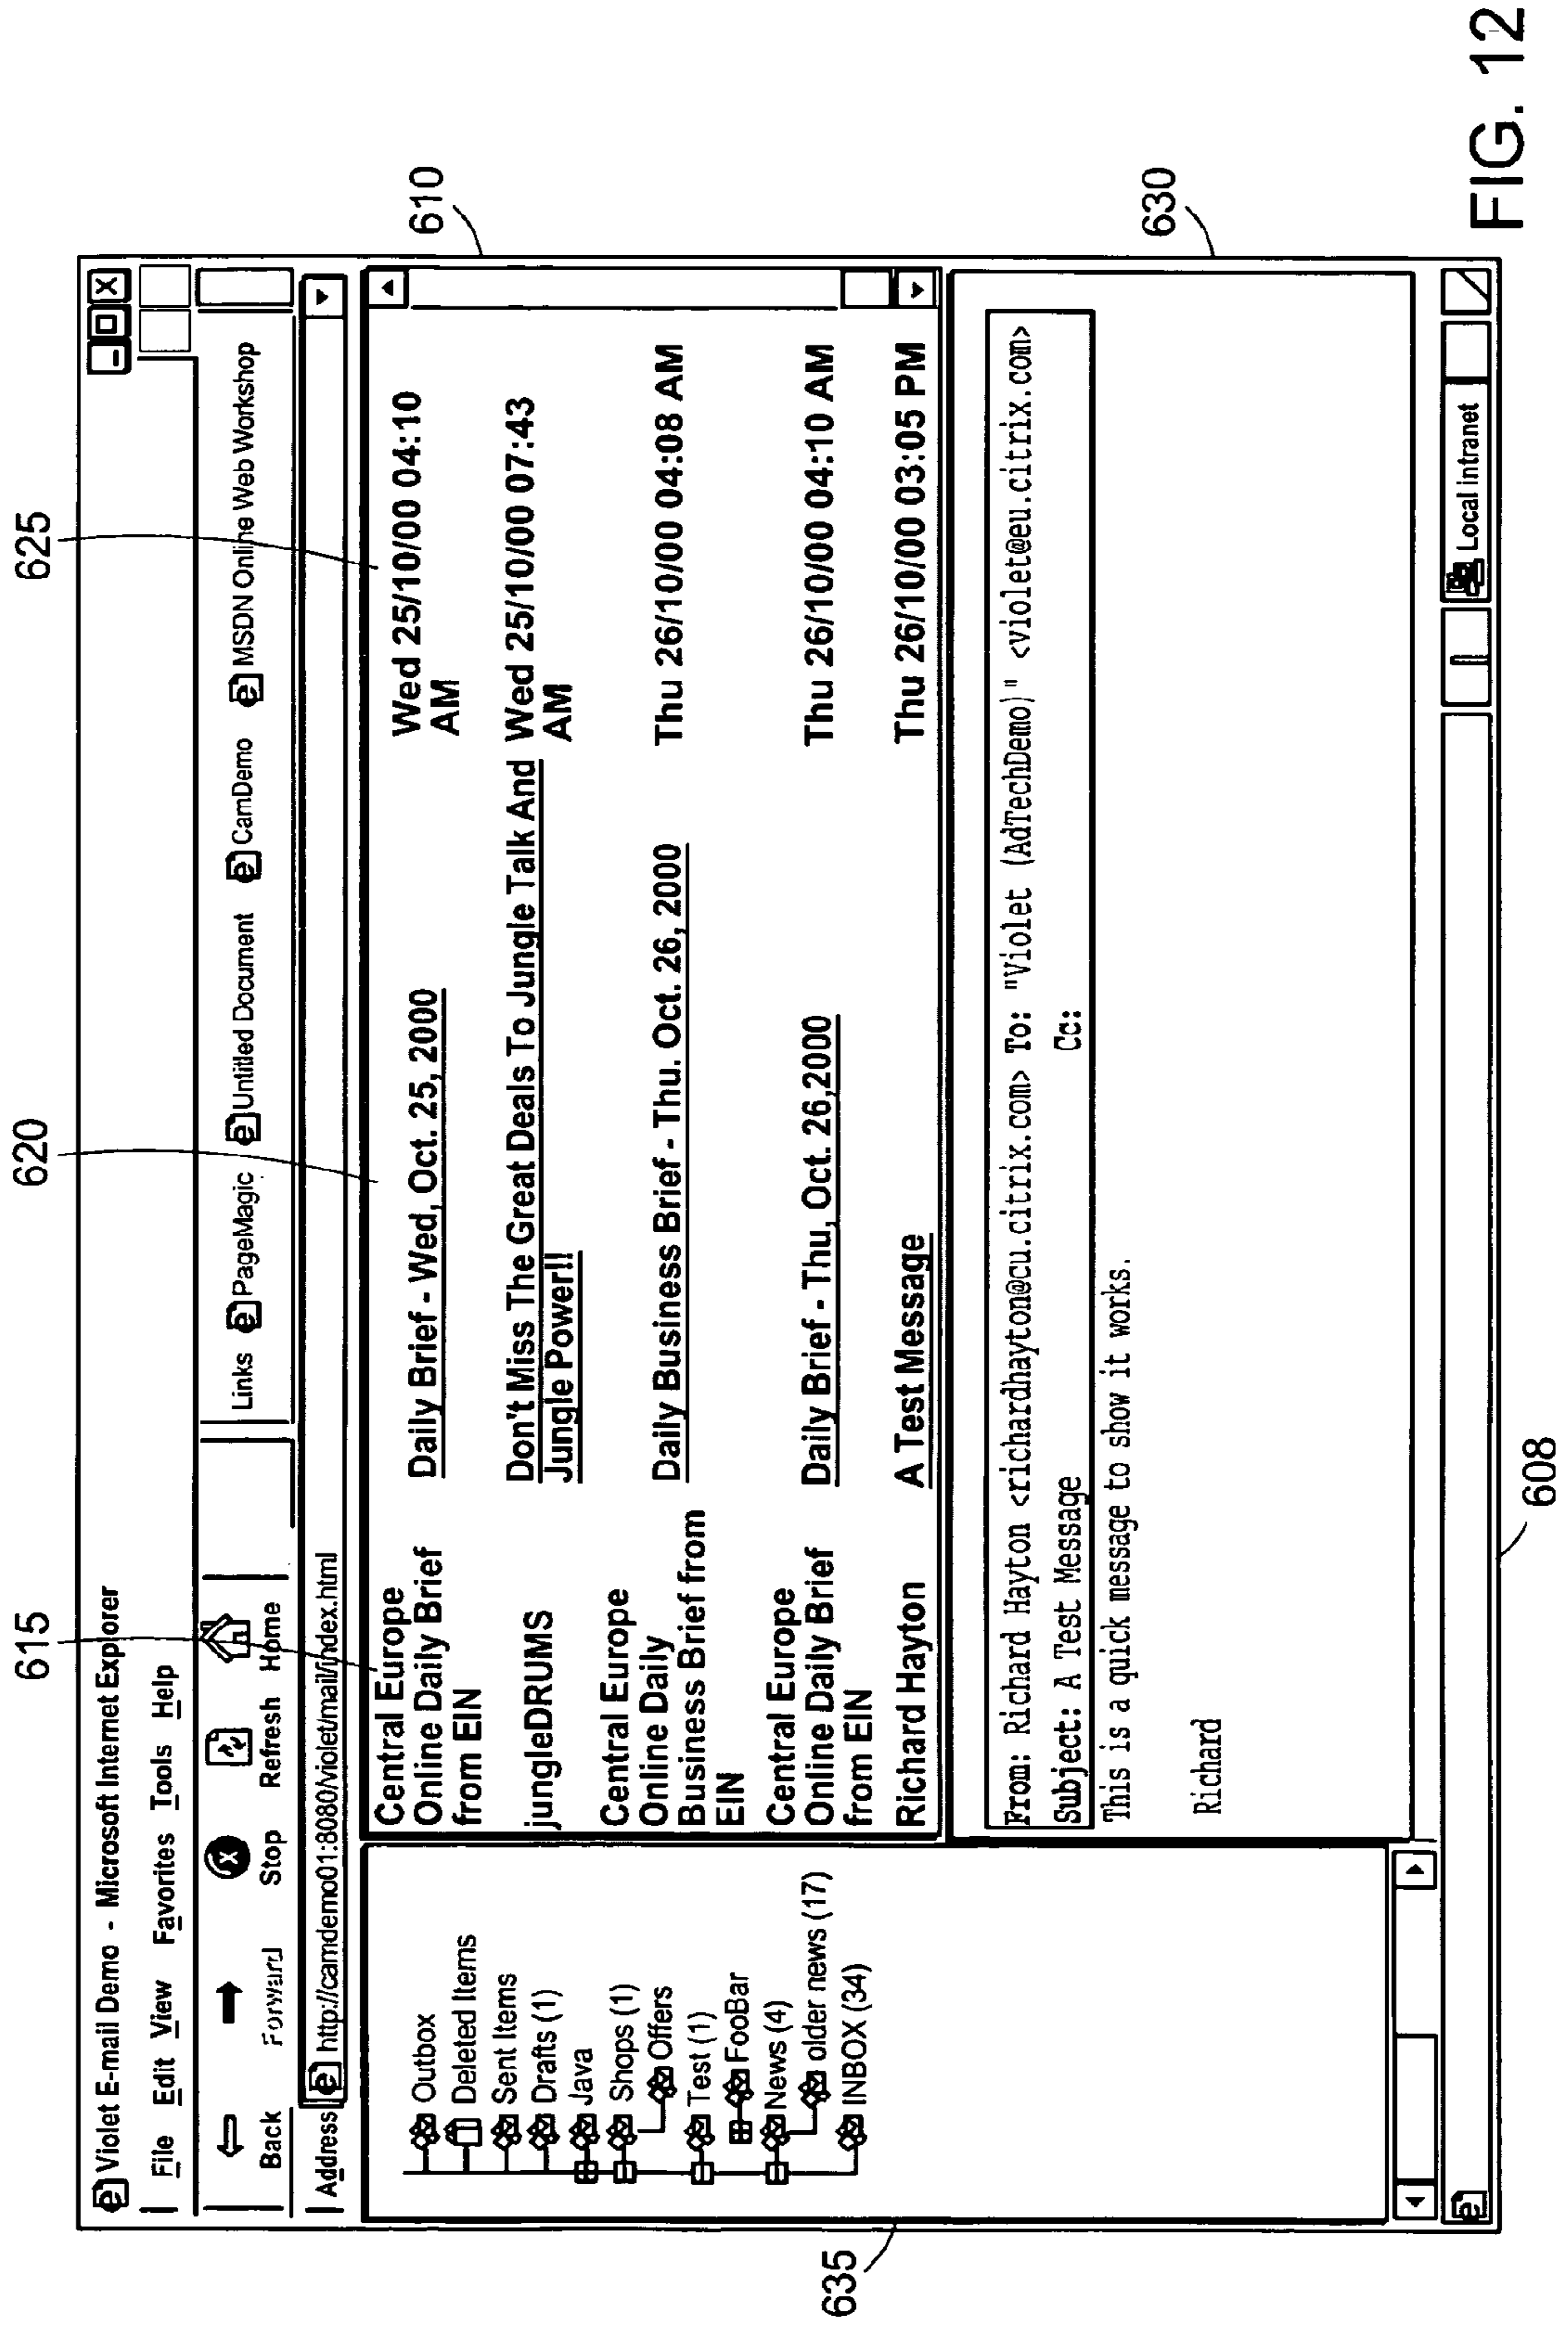 615
620
625
Violet E-mail Demo - Microsoft Internet Explorer
File Edit View Favorites Tools Help
Back Forward Stop Refresh Home
Links PageMagic Untitled Document CamDemo MSDN Online Web Workshop
Address http://camdemo01:8080/violet/mail/index.html
Outbox
Deleted Items
Sent Items
Drafts (1)
Java
Shops (1)
Offers
Test (1)
FooBar
News (4)
older news (17)
INBOX (34)
Central Europe
Online Daily Brief
from EIN
Daily Brief - Wed, Oct. 25, 2000
Wed 25/10/00 04:10
AM
jungleDRUMS
Don't Miss The Great Deals To Jungle Talk And
Jungle Power!!
Wed 25/10/00 07:43
AM
Central Europe
Online Daily
Business Brief from
EIN
Daily Business Brief - Thu. Oct. 26, 2000
Thu 26/10/00 04:08 AM
Central Europe
Online Daily Brief
from EIN
Daily Brief - Thu, Oct. 26,2000
Thu 26/10/00 04:10 AM
Richard Hayton
A Test Message
Thu 26/10/00 03:05 PM
610
From: Richard Hayton <richardhayton@cu.citrix.com> To: "Violet (AdTechDemo)" <violet@eu.citrix.com>
Subject: A Test Message Cc:
This is a quick message to show it works.
Richard
630
Local intranet
635
608
FIG. 12